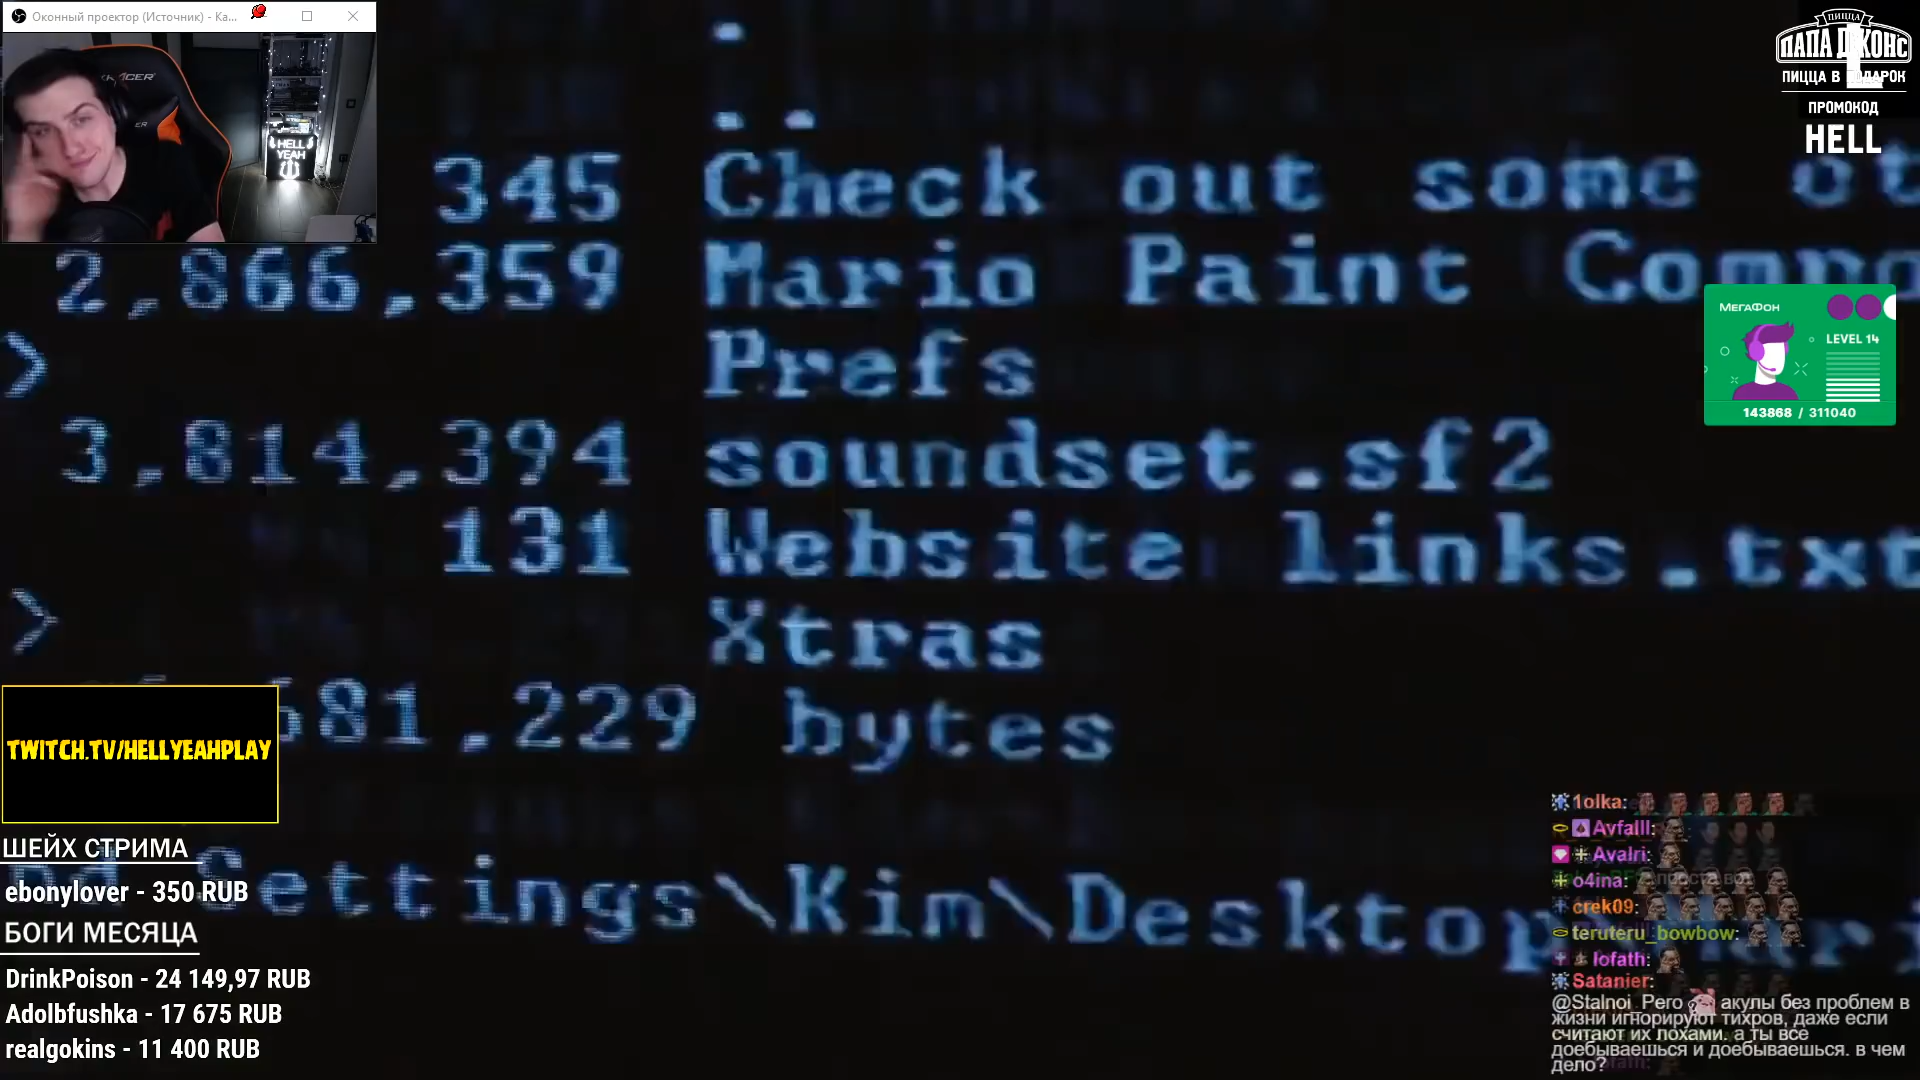 Оконный проектор (Источник) - Ка...
HELL
YEAH
.
..
345 Check out some ot
2,866,359 Mario Paint Compo
> Prefs
3,814,394 soundset.sf2
131 Website links.txt
> Xtras
681,229 bytes
Settings\Kim\Desktop
ПИЦЦА
ПАПА ДЖОНС
ПИЦЦА В ПОДАРОК
ПРОМОКОД
HELL
МЕГАФОН
LEVEL 14
143868 / 311040
TWITCH.TV/HELLYEAHPLAY
ШЕЙХ СТРИМА
ebonylover - 350 RUB
БОГИ МЕСЯЦА
DrinkPoison - 24 149,97 RUB
Adolbfushka - 17 675 RUB
realgokins - 11 400 RUB
1olka:
Avfalll:
Avalri:
o4ina:
crek09:
teruteru_bowbow:
lofath:
Satanier:
@Stalnoi_Pero акулы без проблем в
жизни игнорируют тихров, даже если
считают их лохами. а ты все
доебываешься и доебываешься. в чем
дело?